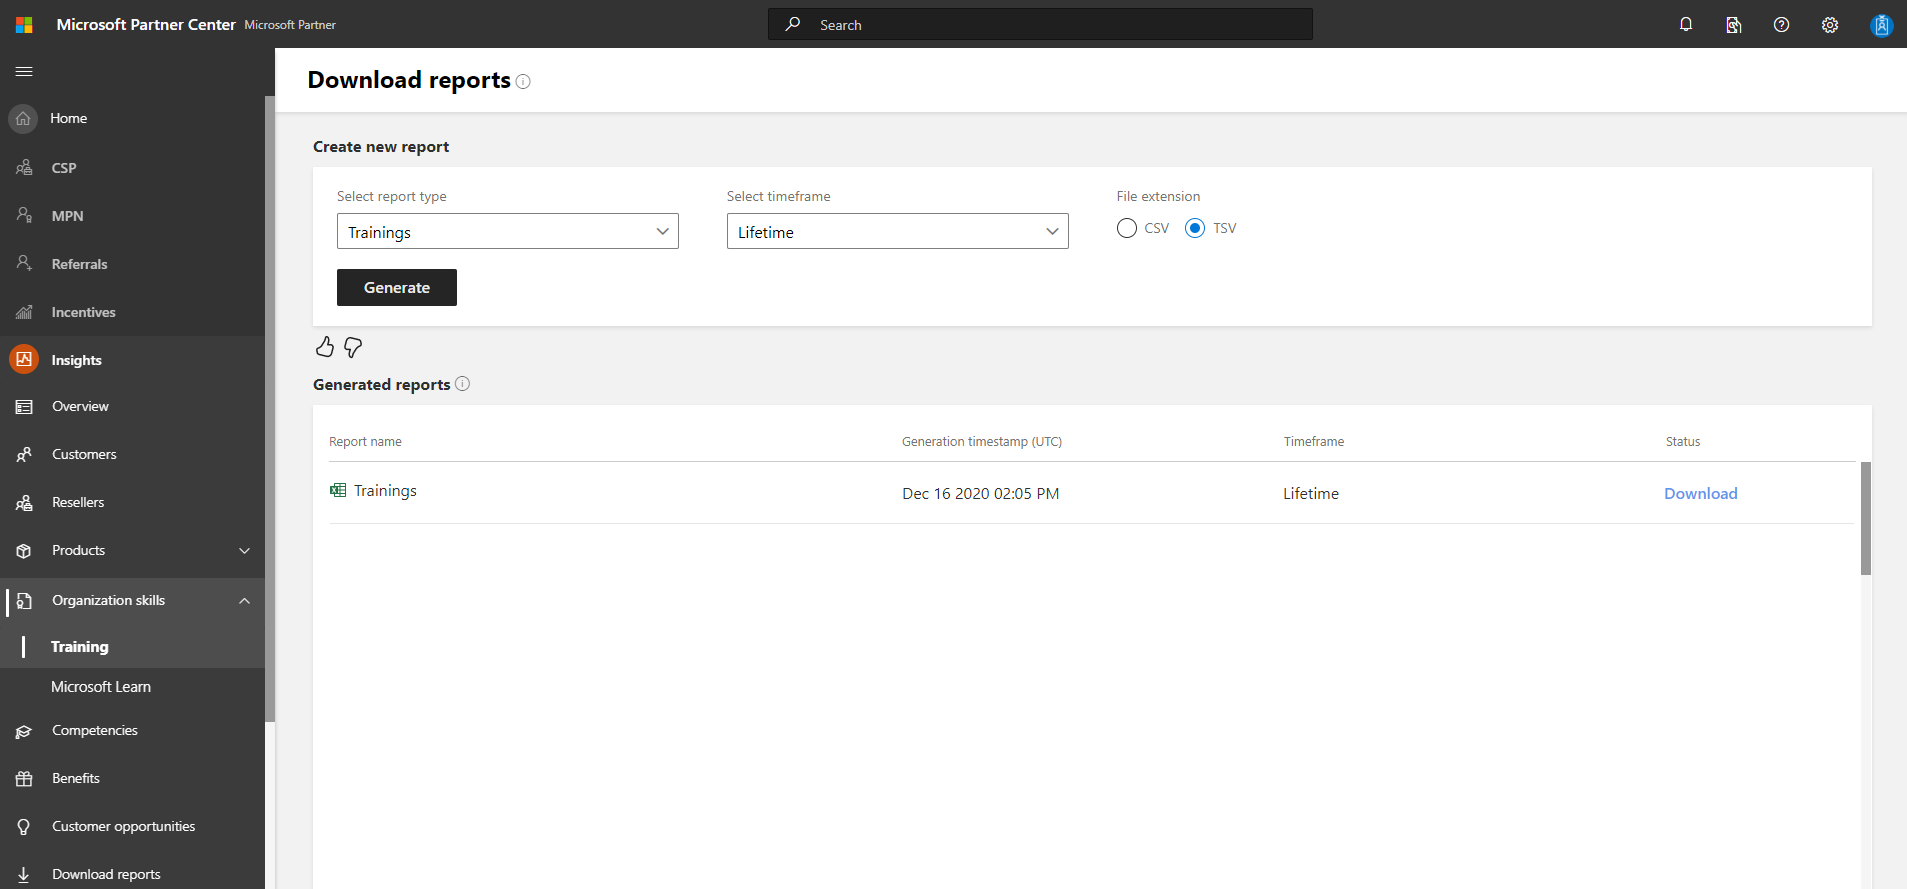 Microsoft Partner Center Microsoft Partner
Search
Home
CSP
MPN
Referrals
Incentives
Insights
Overview
Customers
Resellers
Products
Organization skills
Training
Microsoft Learn
Competencies
Benefits
Customer opportunities
Download reports
Download reports
Create new report
Select report type
Trainings
Select timeframe
Lifetime
File extension
CSV TSV
Generate
Generated reports
Report name Generation timestamp (UTC) Timeframe Status
Trainings Dec 16 2020 02:05 PM Lifetime Download